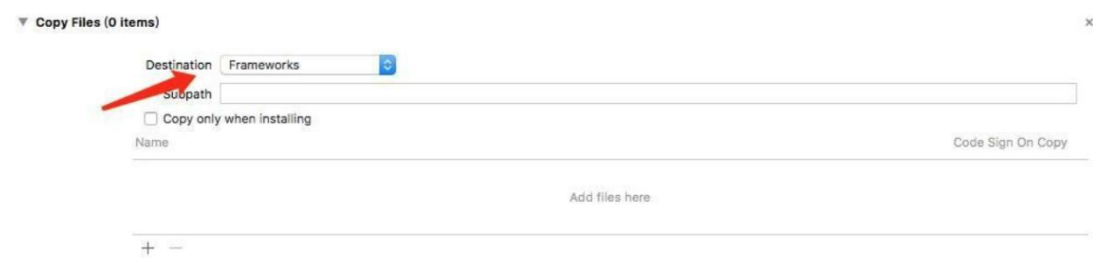 Copy Files (0 items)
Destination Frameworks
Subpath
Copy only when installing
Name Code Sign On Copy
Add files here